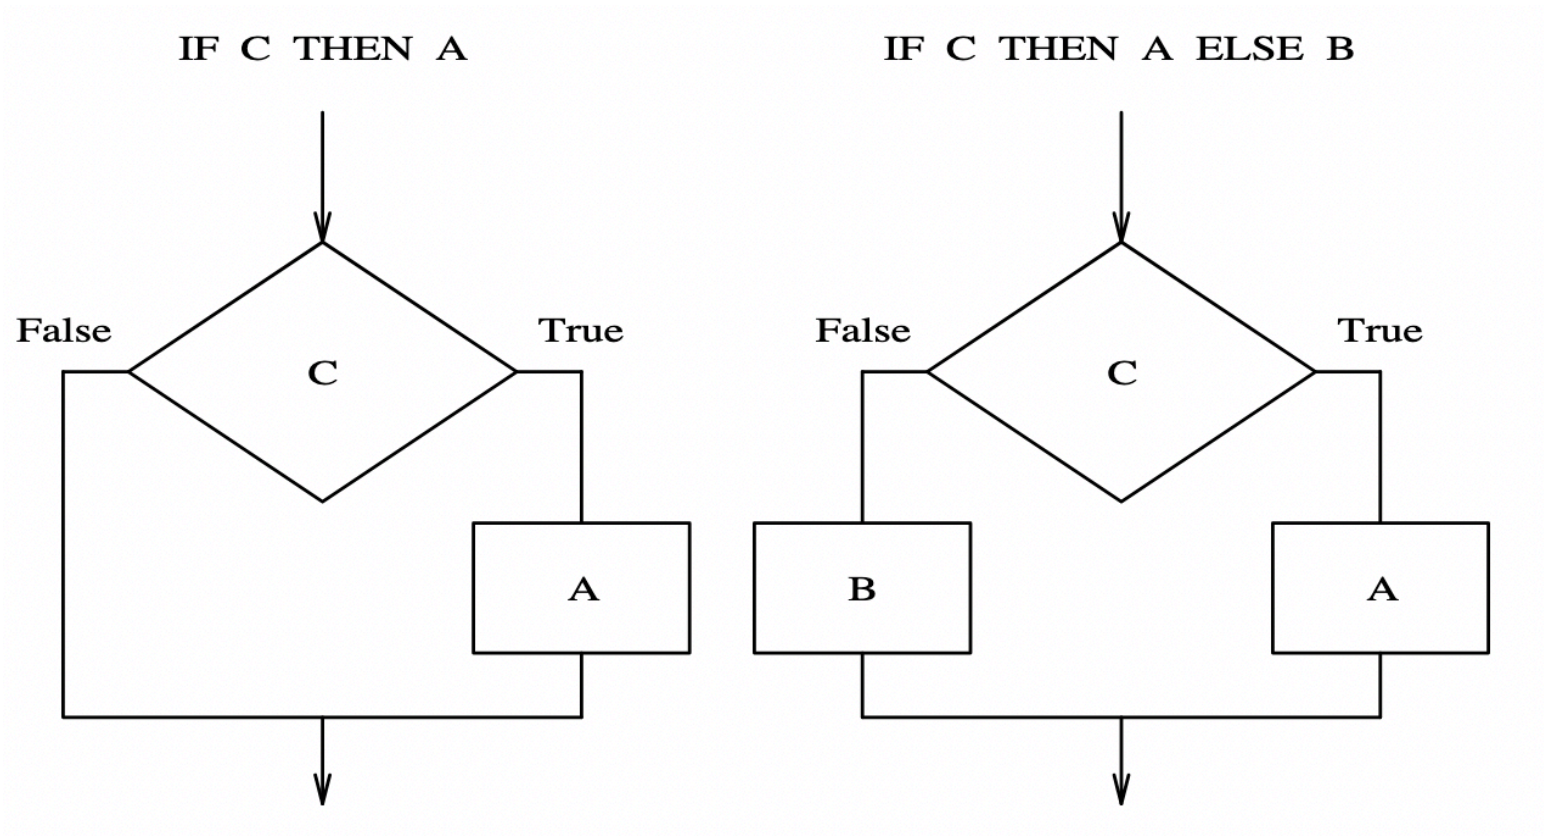 IF C THEN A
False
True
C
A
IF C THEN A ELSE B
False
True
C
B
A